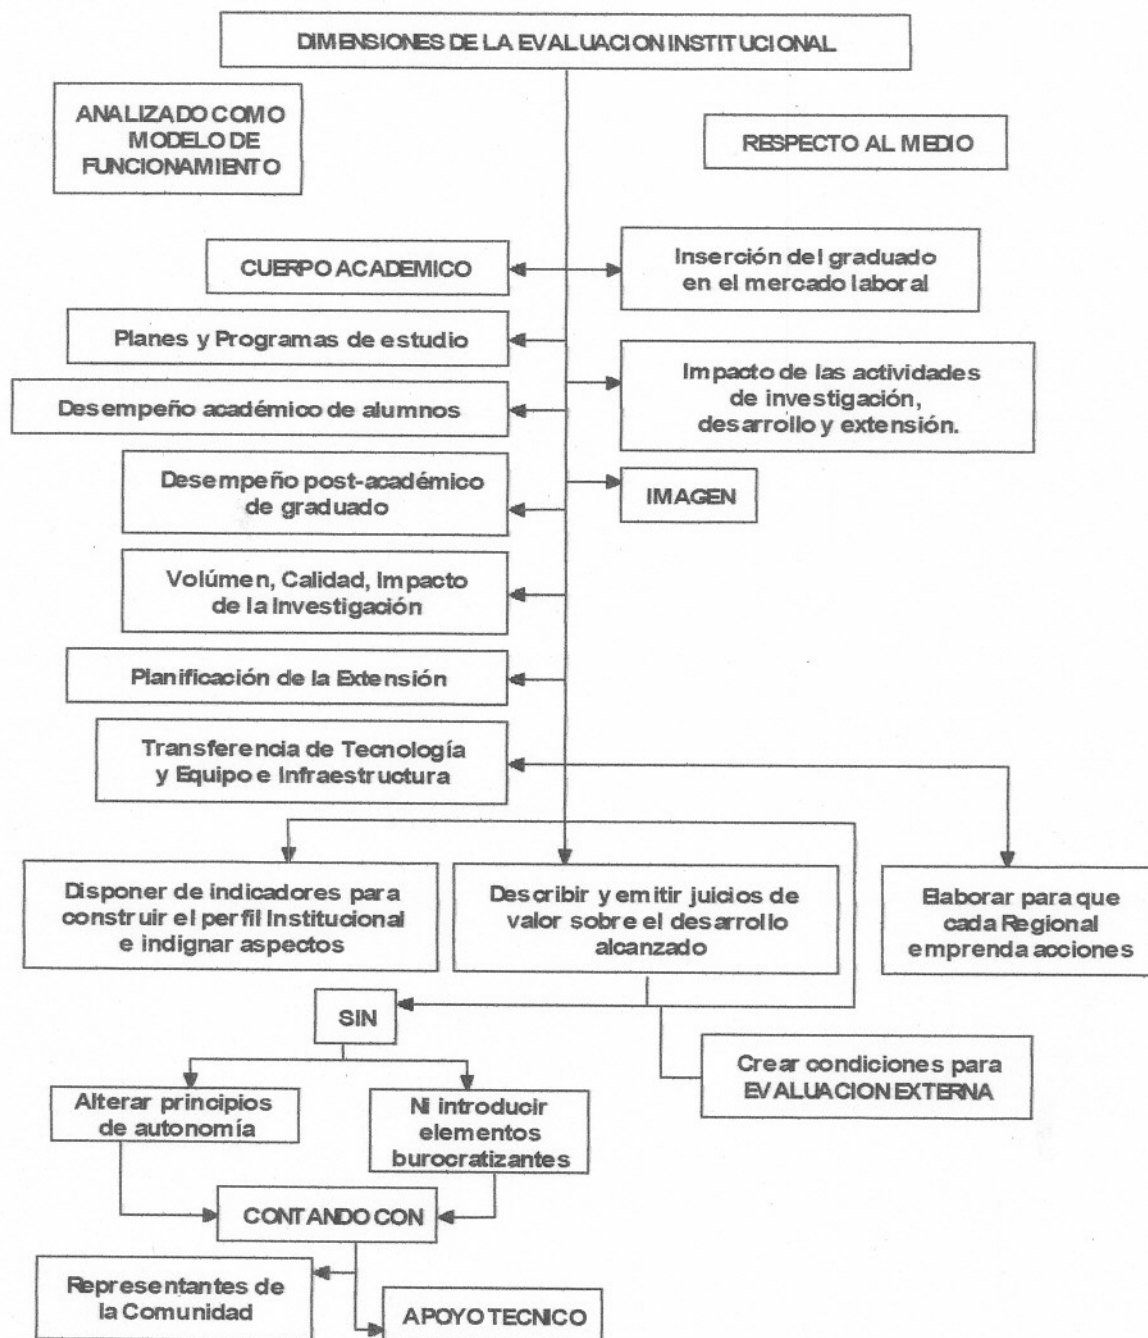 DIMENSIONES DE LA EVALUACION INSTITUCIONAL
ANALIZADO COMO
MODELO DE
FUNCIONAMIENTO
RESPECTO AL MEDIO
CUERPO ACADEMICO
Inserción del graduado
en el mercado laboral
Planes y Programas de estudio
Impacto de las actividades
de investigación,
desarrollo y extensión.
Desempeño académico de alumnos
Desempeño post-académico
de graduado
IMAGEN
Volúmen, Calidad, Impacto
de la Investigación
Planificación de la Extensión
Transferencia de Tecnología
y Equipo e Infraestructura
Disponer de indicadores para
construir el perfil Institucional
e indignar aspectos
Describir y emitir juicios de
valor sobre el desarrollo
alcanzado
Elaborar para que
cada Regional
emprenda acciones
SIN
Crear condiciones para
EVALUACION EXTERNA
Alterar principios
de autonomía
Ni introducir
elementos
burocratizantes
CONTANDO CON
Representantes de
la Comunidad
APOYO TECNICO